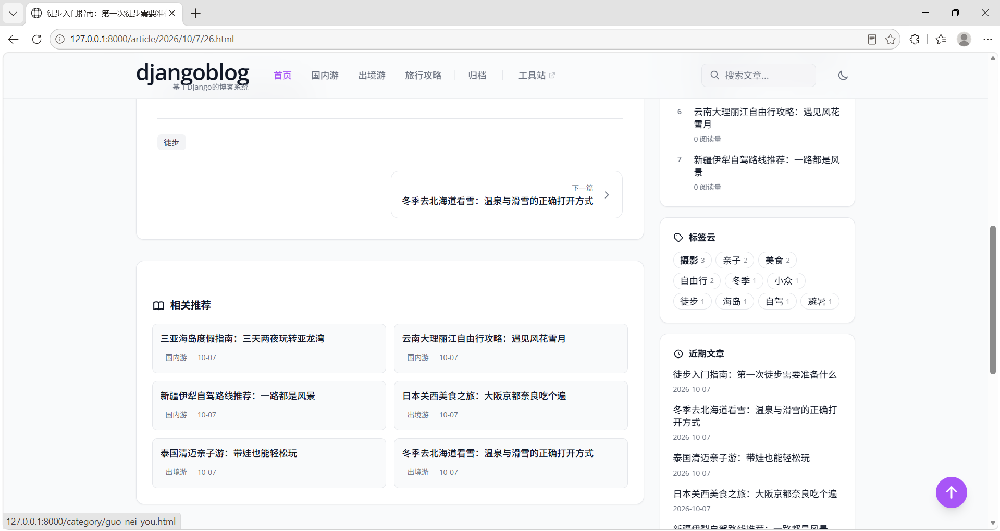 徒步入门指南：第一次徒步需要准
127.0.0.1:8000/article/2026/10/7/26.html
djangoblog
基于Django的博客系统
首页 国内游 出境游 旅行攻略 归档 工具站
搜索文章...
徒步
下一篇
冬季去北海道看雪：温泉与滑雪的正确打开方式
相关推荐
三亚海岛度假指南：三天两夜玩转亚龙湾
国内游 10-07
云南大理丽江自由行攻略：遇见风花雪月
国内游 10-07
新疆伊犁自驾路线推荐：一路都是风景
国内游 10-07
日本关西美食之旅：大阪京都奈良吃个遍
出境游 10-07
泰国清迈亲子游：带娃也能轻松玩
出境游 10-07
冬季去北海道看雪：温泉与滑雪的正确打开方式
出境游 10-07
6 云南大理丽江自由行攻略：遇见风花
雪月
0 阅读量
7 新疆伊犁自驾路线推荐：一路都是风
景
0 阅读量
标签云
摄影 3 亲子 2 美食 2
自由行 2 冬季 1 小众 1
徒步 1 海岛 1 自驾 1 避暑 1
近期文章
徒步入门指南：第一次徒步需要准备什么
2026-10-07
冬季去北海道看雪：温泉与滑雪的正确打
开方式
2026-10-07
泰国清迈亲子游：带娃也能轻松玩
2026-10-07
日本关西美食之旅：大阪京都奈良吃个遍
2026-10-07
新疆伊犁自驾路线推荐：一路都是风景
127.0.0.1:8000/category/guo-nei-you.html